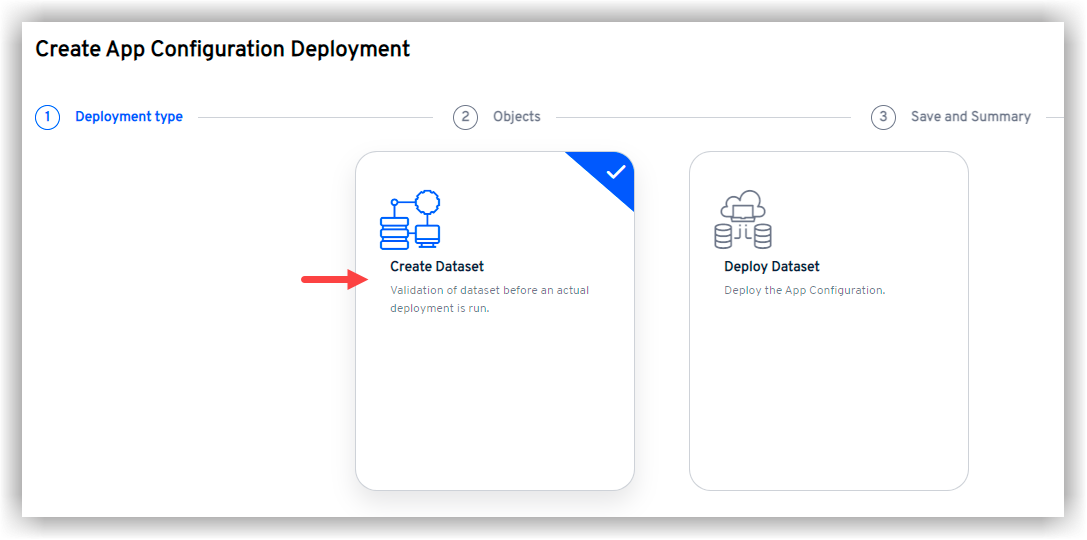 Create App Configuration Deployment
1 Deployment type 2 Objects 3 Save and Summary
Create Dataset
Validation of dataset before an actual
deployment is run.
Deploy Dataset
Deploy the App Configuration.